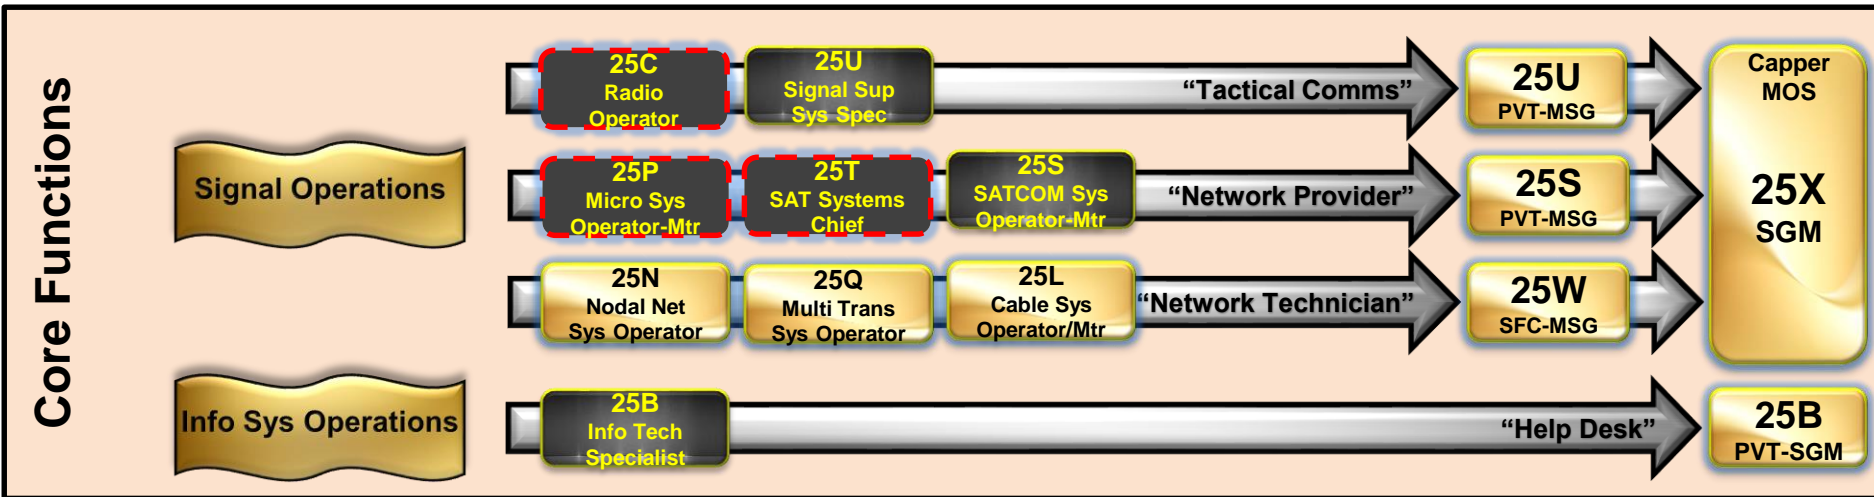 Core Functions
Signal Operations
25C
Radio
Operator
25U
Signal Sup
Sys Spec
“Tactical Comms”
25U
PVT-MSG
25P
Micro Sys
Operator-Mtr
25T
SAT Systems
Chief
25S
SATCOM Sys
Operator-Mtr
“Network Provider”
25S
PVT-MSG
25N
Nodal Net
Sys Operator
25Q
Multi Trans
Sys Operator
25L
Cable Sys
Operator/Mtr
“Network Technician”
25W
SFC-MSG
Capper
MOS
25X
SGM
Info Sys Operations
25B
Info Tech
Specialist
“Help Desk”
25B
PVT-SGM